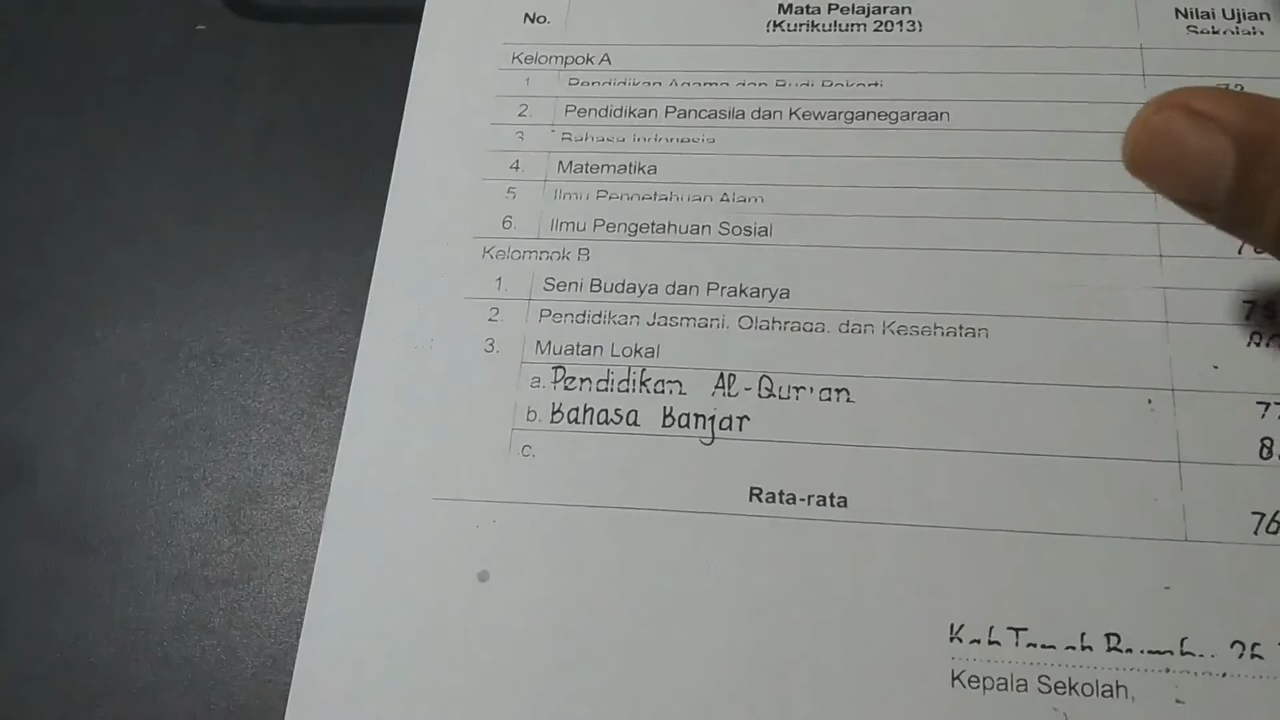 No. Mata Pelajaran Nilai Ujian
(Kurikulum 2013) Sekolah
Kelompok A
1 Pendidikan Agama dan Budi Pekerti
2. Pendidikan Pancasila dan Kewarganegaraan
3 Bahasa Indonesia
4. Matematika
5 Ilmu Pengetahuan Alam
6. Ilmu Pengetahuan Sosial
Kelompok B
1. Seni Budaya dan Prakarya
2. Pendidikan Jasmani, Olahraga, dan Kesehatan
3. Muatan Lokal
a. Pendidikan Al-Qur'an 77
b. Bahasa Banjar 8
c.
Rata-rata 76
Kepala Sekolah,